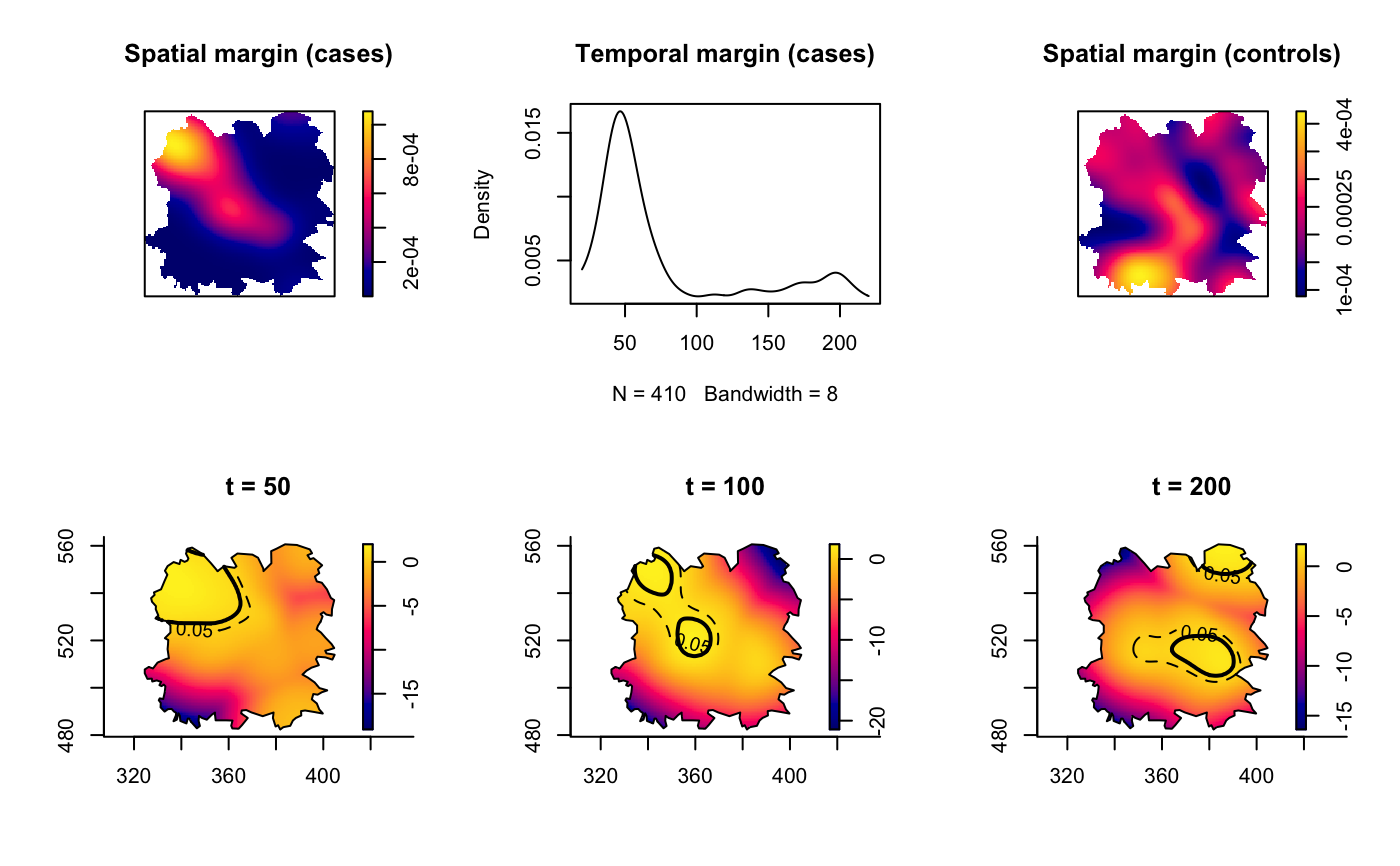 Spatial margin (cases)
2e-04 8e-04
Temporal margin (cases)
Density
0.005 0.015
50 100 150 200
N = 410 Bandwidth = 8
Spatial margin (controls)
1e-04 0.00025 4e-04
t = 50
480 520 560
320 360 400
0.05
-15 -5 0
t = 100
480 520 560
320 360 400
0.05
-20 -10 0
t = 200
480 520 560
320 360 400
0.05
0.05
-15 -10 -5 0